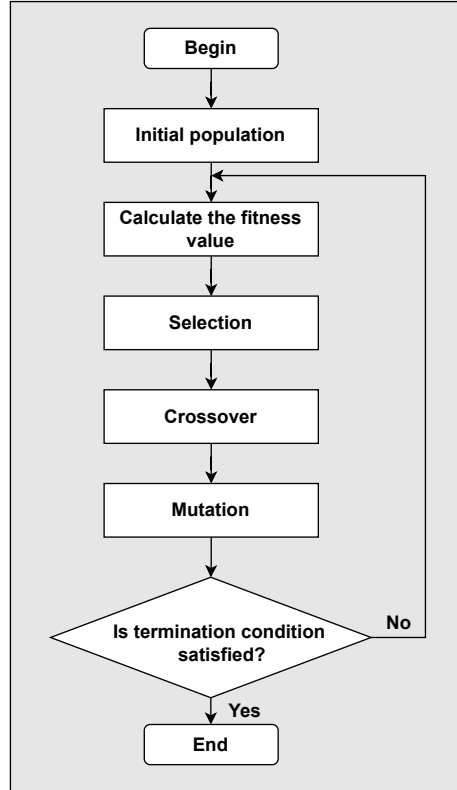 Begin
Initial population
Calculate the fitness
value
Selection
Crossover
Mutation
Is termination condition
satisfied?
No
Yes
End